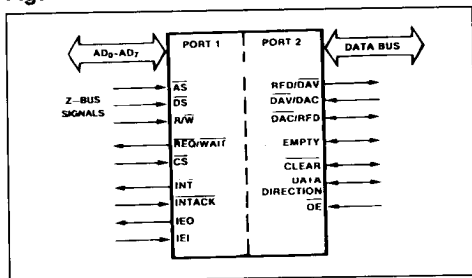 PORT 1
PORT 2
AD₀-AD₇
DATA BUS
Z-BUS
SIGNALS
AS
DS
R/W
REQ/WAIT
CS
INT
INTACK
IEO
IEI
RFD/DAV
DAV/DAC
DAC/RFD
EMPTY
CLEAR
DATA
DIRECTION
OE